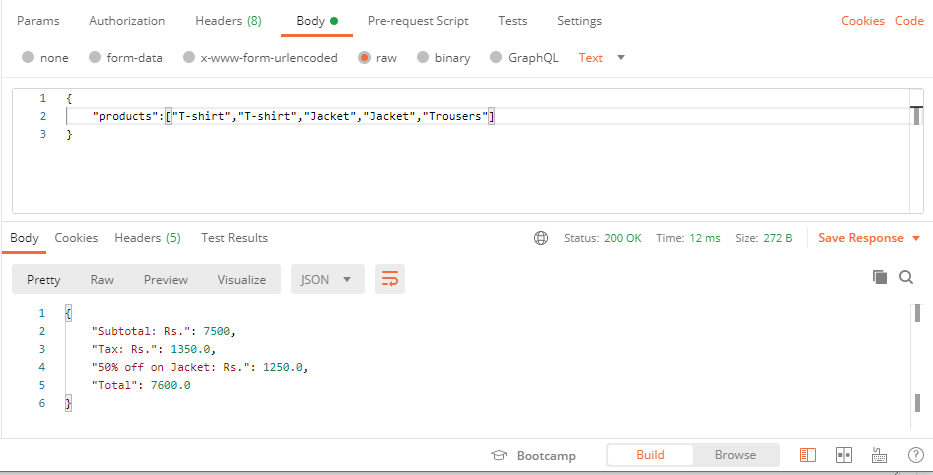 Params Authorization Headers (8) Body Pre-request Script Tests Settings Cookies Code
none form-data x-www-form-urlencoded raw binary GraphQL Text
1 {
2 "products":["T-shirt","T-shirt","Jacket","Jacket","Trousers"]
3 }
Body Cookies Headers (5) Test Results Status: 200 OK Time: 12 ms Size: 272 B Save Response
Pretty Raw Preview Visualize JSON
1 {
2 "Subtotal: Rs.": 7500,
3 "Tax: Rs.": 1350.0,
4 "50% off on Jacket: Rs.": 1250.0,
5 "Total": 7600.0
6 }
Bootcamp Build Browse ?